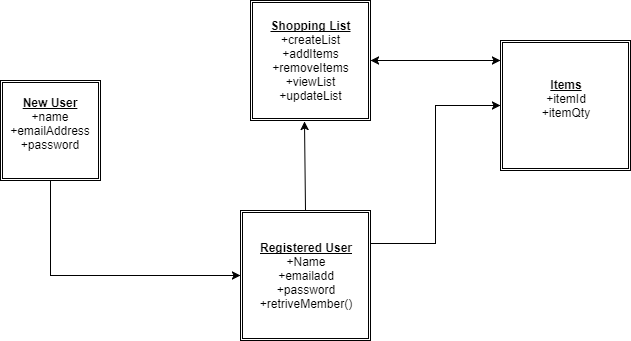 Shopping List
+createList
+addItems
+removeItems
+viewList
+updateList
New User
+name
+emailAddress
+password
Items
+itemId
+itemQty
Registered User
+Name
+emailadd
+password
+retriveMember()